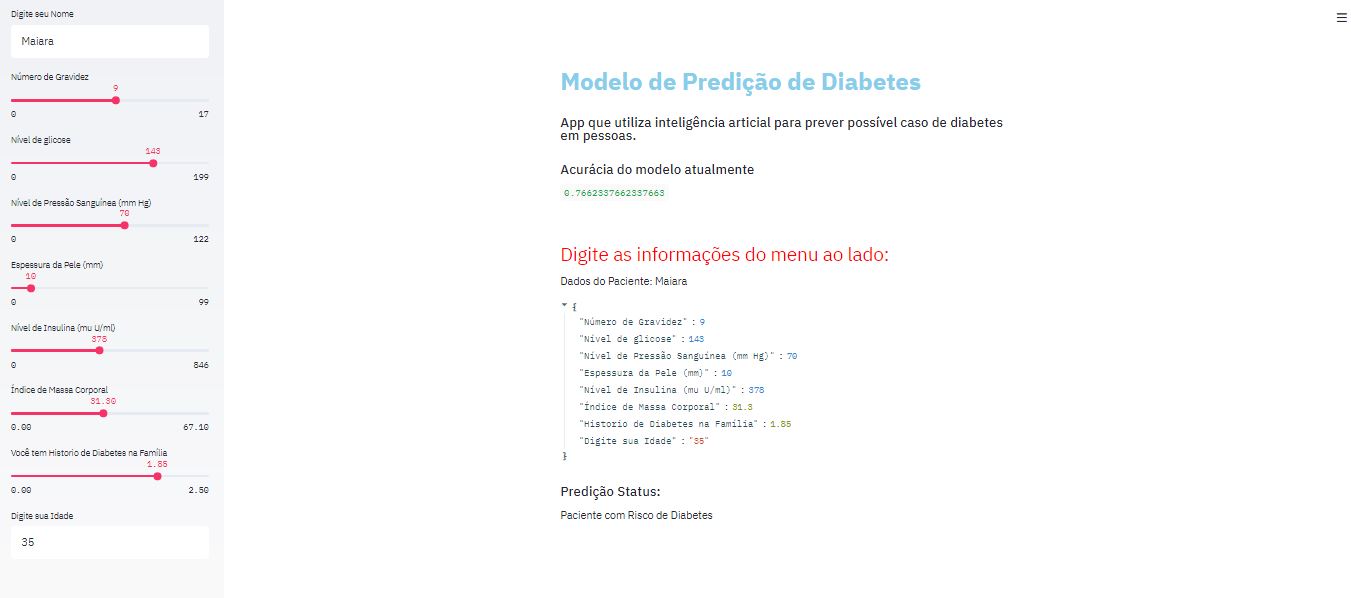 Digite seu Nome
Maiara
Número de Gravidez
9
0 17
Nível de glicose
143
0 199
Nível de Pressão Sanguínea (mm Hg)
70
0 122
Espessura da Pele (mm)
10
0 99
Nível de Insulina (mu U/ml)
378
0 846
Índice de Massa Corporal
31.30
0.00 67.10
Você tem Historio de Diabetes na Família
1.85
0.00 2.50
Digite sua Idade
35
Modelo de Predição de Diabetes
App que utiliza inteligência articial para prever possível caso de diabetes
em pessoas.
Acurácia do modelo atualmente
0.7662337662337663
Digite as informações do menu ao lado:
Dados do Paciente: Maiara
{
"Número de Gravidez" : 9
"Nível de glicose" : 143
"Nível de Pressão Sanguínea (mm Hg)" : 70
"Espessura da Pele (mm)" : 10
"Nível de Insulina (mu U/ml)" : 378
"Índice de Massa Corporal" : 31.3
"Historio de Diabetes na Família" : 1.85
"Digite sua Idade" : "35"
}
Predição Status:
Paciente com Risco de Diabetes